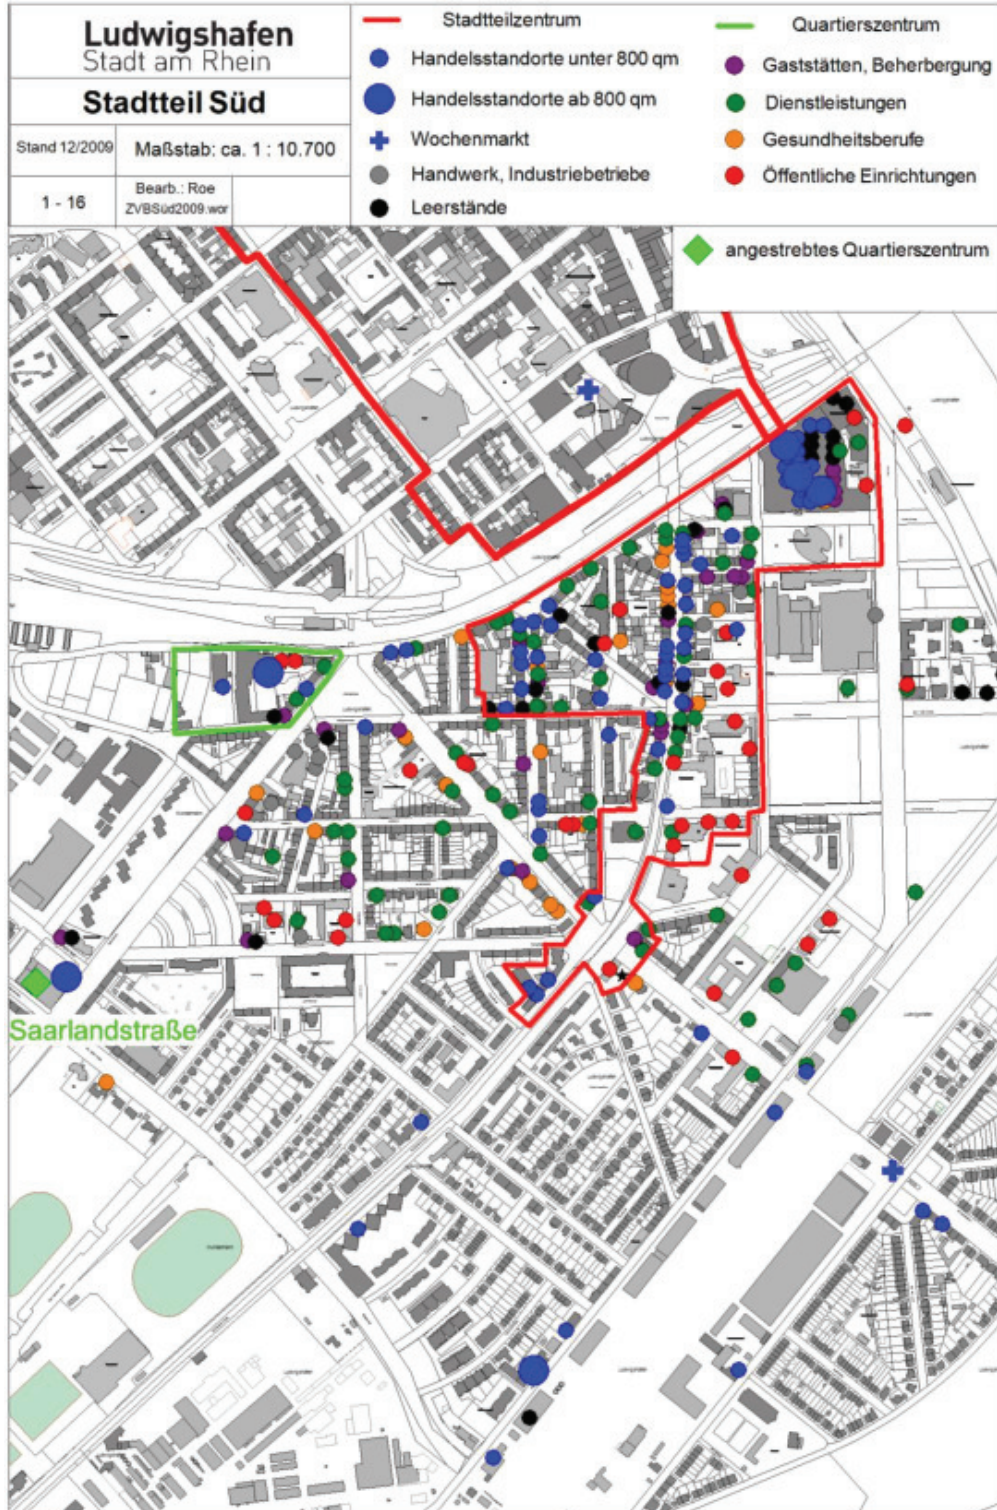 Ludwigshafen
Stadt am Rhein
Stadtteil Süd
Stand 12/2009
Maßstab: ca. 1 : 10.700
1 - 16
Bearb.: Roe
ZVBSüd2009.wor
Stadtteilzentrum
Handelsstandorte unter 800 qm
Handelsstandorte ab 800 qm
Wochenmarkt
Handwerk, Industriebetriebe
Leerstände
Quartierszentrum
Gaststätten, Beherbergung
Dienstleistungen
Gesundheitsberufe
Öffentliche Einrichtungen
angestrebtes Quartierszentrum
Saarlandstraße